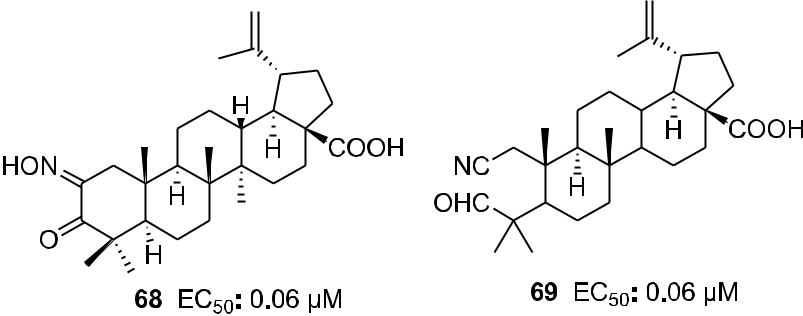 H
H
COOH
HON
H
O
H
68 EC50: 0.06 µM
H
COOH
NC
H
OHC
69 EC50: 0.06 µM